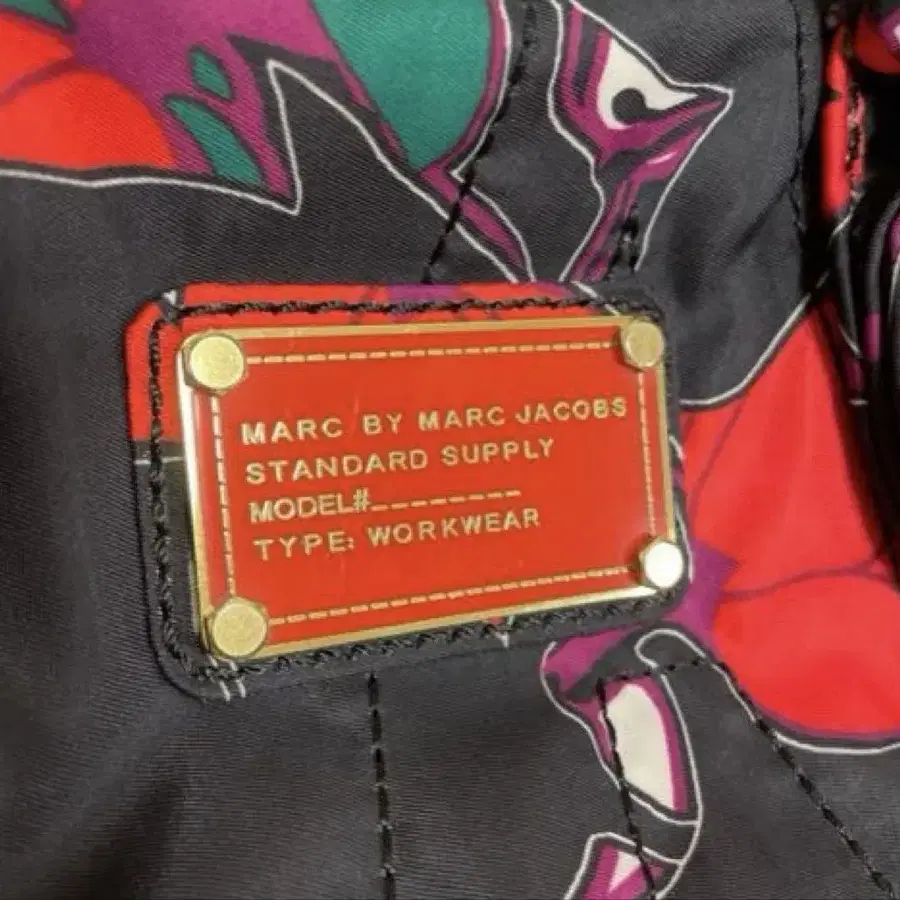 MARC BY MARC JACOBS
STANDARD SUPPLY
MODEL#________
TYPE: WORKWEAR